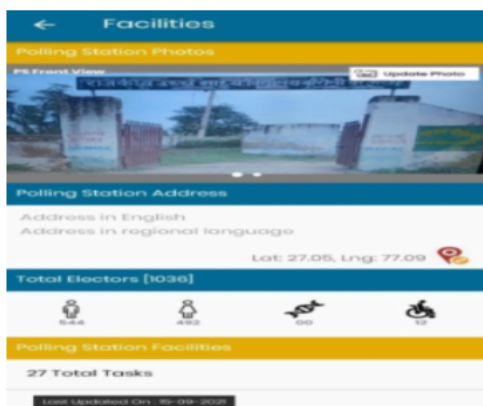 Facilities
Polling Station Photos
PS Front View
Update Photo
Polling Station Address
Address in English
Address in regional language
Lat: 27.05, Lng: 77.09
Total Electors [1036]
544 492 00 12
Polling Station Facilities
27 Total Tasks
Last Updated On : 15-09-2021